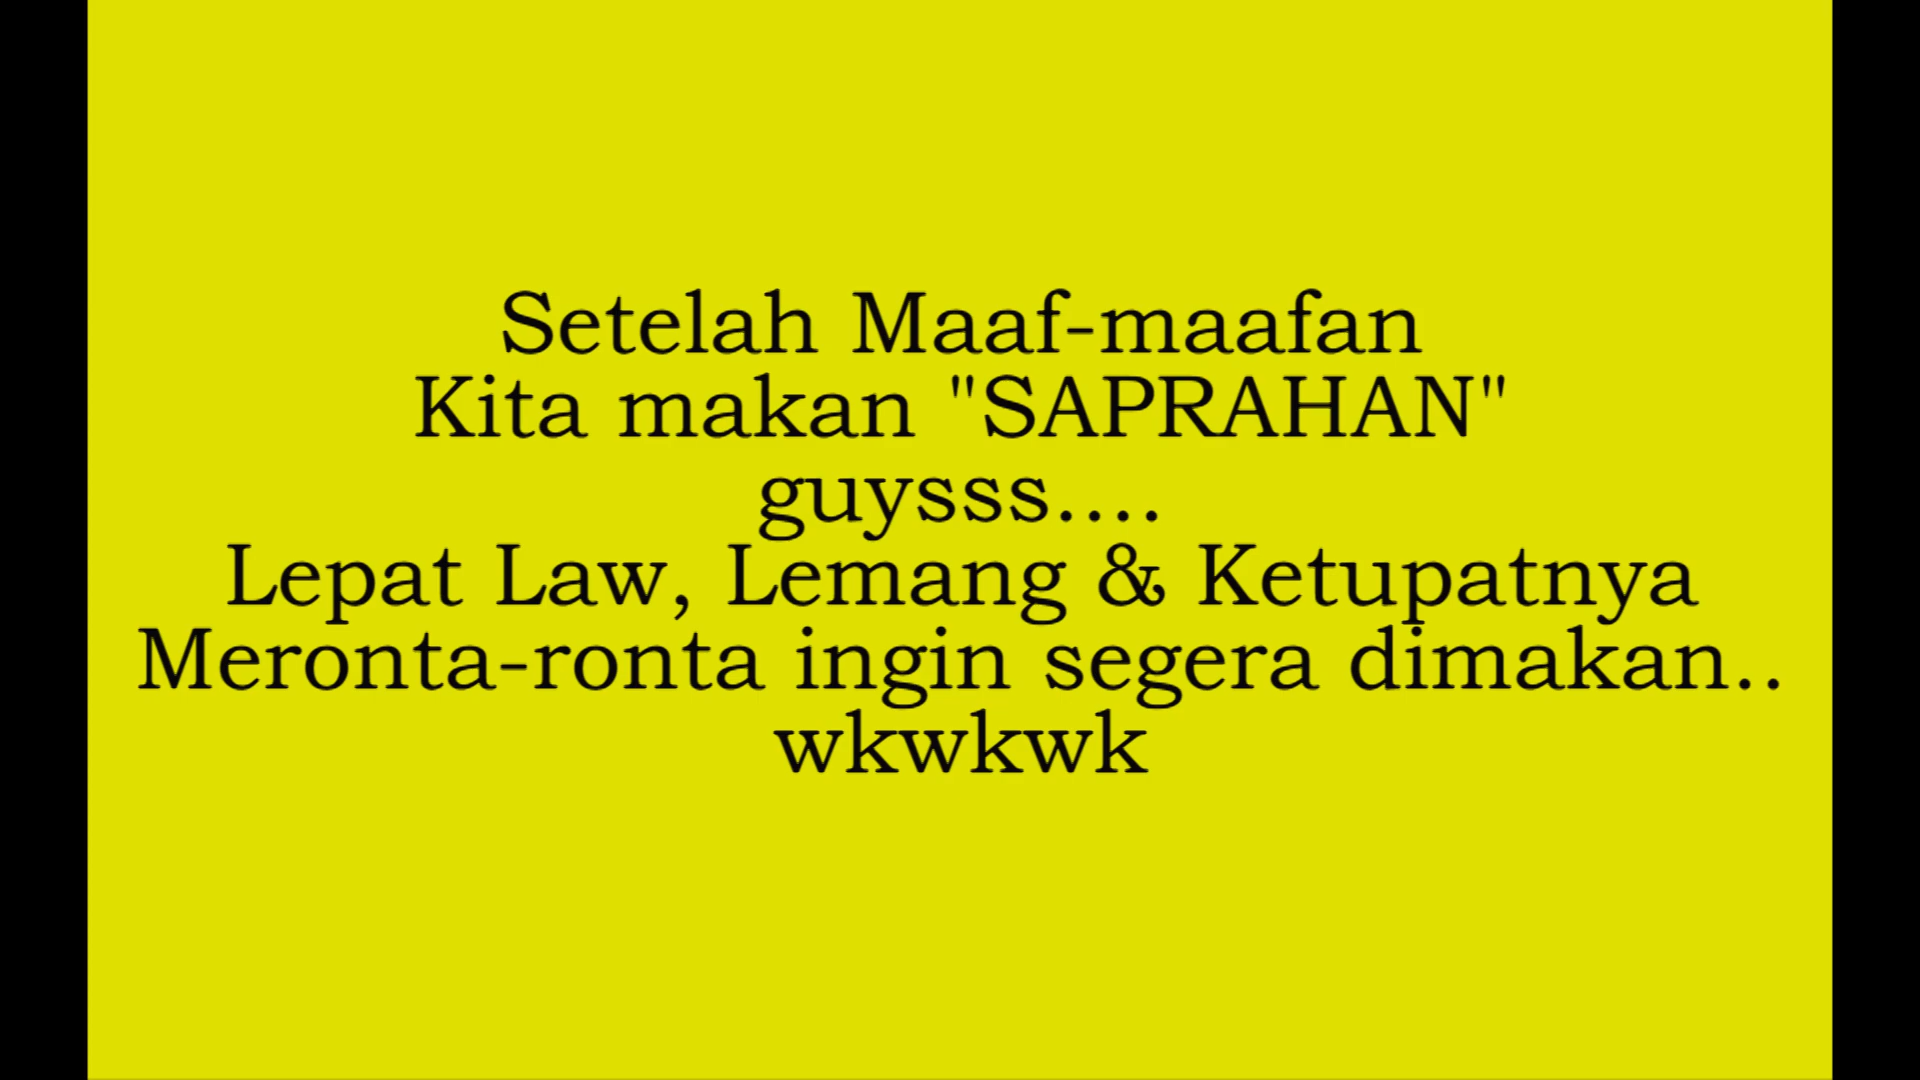 Setelah Maaf-maafan
Kita makan "SAPRAHAN"
guysss....
Lepat Law, Lemang & Ketupatnya
Meronta-ronta ingin segera dimakan..
wkwkwk